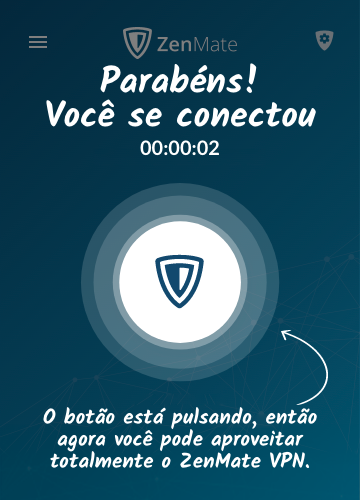 ZenMate
Parabéns!
Você se conectou
00:00:02
O botão está pulsando, então
agora você pode aproveitar
totalmente o ZenMate VPN.